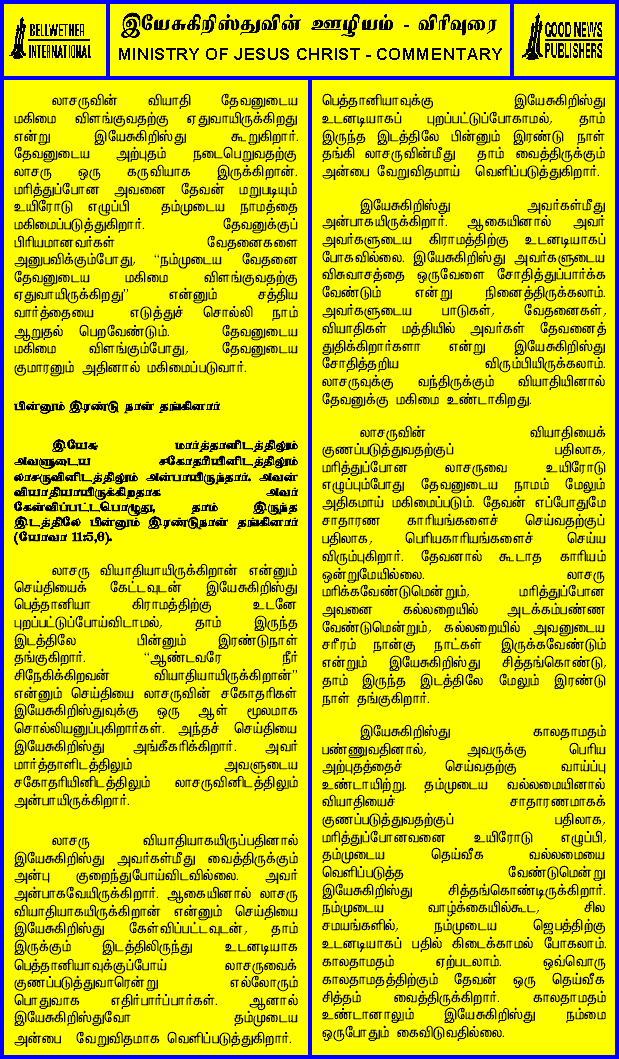 BELLWETHER
INTERNATIONAL
இயேசுகிறிஸ்துவின் ஊழியம் - விரிவுரை
MINISTRY OF JESUS CHRIST - COMMENTARY
GOOD NEWS
PUBLISHERS
லாசருவின் வியாதி தேவனுடைய
மகிமை விளங்குவதற்கு ஏதுவாயிருக்கிறது
என்று இயேசுகிறிஸ்து கூறுகிறார்.
தேவனுடைய அற்புதம் நடைபெறுவதற்கு
லாசரு ஒரு கருவியாக இருக்கிறான்.
மரித்துப்போன அவனை தேவன் மறுபடியும்
உயிரோடு எழுப்பி தம்முடைய நாமத்தை
மகிமைப்படுத்துகிறார். தேவனுக்குப்
பிரியமானவர்கள் வேதனைகளை
அனுபவிக்கும்போது, “நம்முடைய வேதனை
தேவனுடைய மகிமை விளங்குவதற்கு
ஏதுவாயிருக்கிறது” என்னும் சத்திய
வார்த்தையை எடுத்துச் சொல்லி நாம்
ஆறுதல் பெறவேண்டும். தேவனுடைய
மகிமை விளங்கும்போது, தேவனுடைய
குமாரனும் அதினால் மகிமைப்படுவார்.
பின்னும் இரண்டு நாள் தங்கினார்
இயேசு மார்த்தாளிடத்திலும்
அவளுடைய சகோதரியினிடத்திலும்
லாசருவினிடத்திலும் அன்பாயிருந்தார். அவன்
வியாதியாயிருக்கிறதாக அவர்
கேள்விப்பட்டபொழுது, தாம் இருந்த
இடத்திலே பின்னும் இரண்டுநாள் தங்கினார்
(யோவா 11:5,6).
லாசரு வியாதியாயிருக்கிறான் என்னும்
செய்தியைக் கேட்டவுடன் இயேசுகிறிஸ்து
பெத்தானியா கிராமத்திற்கு உடனே
புறப்பட்டுப்போய்விடாமல், தாம் இருந்த
இடத்திலே பின்னும் இரண்டுநாள்
தங்குகிறார். “ஆண்டவரே நீர்
சிநேகிக்கிறவன் வியாதியாயிருக்கிறான்”
என்னும் செய்தியை லாசருவின் சகோதரிகள்
இயேசுகிறிஸ்துவுக்கு ஒரு ஆள் மூலமாக
சொல்லியனுப்புகிறார்கள். அந்தச் செய்தியை
இயேசுகிறிஸ்து அங்கீகரிக்கிறார். அவர்
மார்த்தாளிடத்திலும் அவளுடைய
சகோதரியினிடத்திலும் லாசருவினிடத்திலும்
அன்பாயிருக்கிறார்.
லாசரு வியாதியாகயிருப்பதினால்
இயேசுகிறிஸ்து அவர்கள்மீது வைத்திருக்கும்
அன்பு குறைந்துபோய்விடவில்லை. அவர்
அன்பாகவேயிருக்கிறார். ஆகையினால் லாசரு
வியாதியாகயிருக்கிறான் என்னும் செய்தியை
இயேசுகிறிஸ்து கேள்விப்பட்டவுடன், தாம்
இருக்கும் இடத்திலிருந்து உடனடியாக
பெத்தானியாவுக்குப்போய் லாசருவைக்
குணப்படுத்துவாரென்று எல்லோரும்
பொதுவாக எதிர்பார்ப்பார்கள். ஆனால்
இயேசுகிறிஸ்துவோ தம்முடைய
அன்பை வேறுவிதமாக வெளிப்படுத்துகிறார்.
பெத்தானியாவுக்கு இயேசுகிறிஸ்து
உடனடியாகப் புறப்பட்டுப்போகாமல், தாம்
இருந்த இடத்திலே பின்னும் இரண்டு நாள்
தங்கி லாசருவின்மீது தாம் வைத்திருக்கும்
அன்பை வேறுவிதமாய் வெளிப்படுத்துகிறார்.
இயேசுகிறிஸ்து அவர்கள்மீது
அன்பாகயிருக்கிறார். ஆகையினால் அவர்
அவர்களுடைய கிராமத்திற்கு உடனடியாகப்
போகவில்லை. இயேசுகிறிஸ்து அவர்களுடைய
விசுவாசத்தை ஒருவேளை சோதித்துப்பார்க்க
வேண்டும் என்று நினைத்திருக்கலாம்.
அவர்களுடைய பாடுகள், வேதனைகள்,
வியாதிகள் மத்தியில் அவர்கள் தேவனைத்
துதிக்கிறார்களா என்று இயேசுகிறிஸ்து
சோதித்தறிய விரும்பியிருக்கலாம்.
லாசருவுக்கு வந்திருக்கும் வியாதியினால்
தேவனுக்கு மகிமை உண்டாகிறது.
லாசருவின் வியாதியைக்
குணப்படுத்துவதற்குப் பதிலாக,
மரித்துப்போன லாசருவை உயிரோடு
எழுப்பும்போது தேவனுடைய நாமம் மேலும்
அதிகமாய் மகிமைப்படும். தேவன் எப்போதுமே
சாதாரண காரியங்களைச் செய்வதற்குப்
பதிலாக, பெரியகாரியங்களைச் செய்ய
விரும்புகிறார். தேவனால் கூடாத காரியம்
ஒன்றுமேயில்லை. லாசரு
மரிக்கவேண்டுமென்றும், மரித்துப்போன
அவனை கல்லறையில் அடக்கம்பண்ண
வேண்டுமென்றும், கல்லறையில் அவனுடைய
சரீரம் நான்கு நாட்கள் இருக்கவேண்டும்
என்றும் இயேசுகிறிஸ்து சித்தங்கொண்டு,
தாம் இருந்த இடத்திலே மேலும் இரண்டு
நாள் தங்குகிறார்.
இயேசுகிறிஸ்து காலதாமதம்
பண்ணுவதினால், அவருக்கு பெரிய
அற்புதத்தைச் செய்வதற்கு வாய்ப்பு
உண்டாயிற்று. தம்முடைய வல்லமையினால்
வியாதியைச் சாதாரணமாகக்
குணப்படுத்துவதற்குப் பதிலாக,
மரித்துப்போனவனை உயிரோடு எழுப்பி,
தம்முடைய தெய்வீக வல்லமையை
வெளிப்படுத்த வேண்டுமென்று
இயேசுகிறிஸ்து சித்தங்கொண்டிருக்கிறார்.
நம்முடைய வாழ்க்கையில்கூட, சில
சமயங்களில், நம்முடைய ஜெபத்திற்கு
உடனடியாகப் பதில் கிடைக்காமல் போகலாம்.
காலதாமதம் ஏற்படலாம். ஒவ்வொரு
காலதாமதத்திற்கும் தேவன் ஒரு தெய்வீக
சித்தம் வைத்திருக்கிறார். காலதாமதம்
உண்டானாலும் இயேசுகிறிஸ்து நம்மை
ஒருபோதும் கைவிடுவதில்லை.